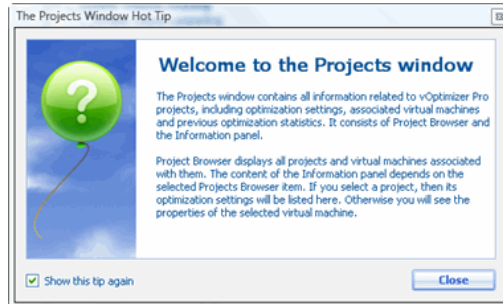 The Projects Window Hot Tip
?
Welcome to the Projects window
The Projects window contains all information related to vOptimizer Pro
projects, including optimization settings, associated virtual machines
and previous optimization statistics. It consists of Project Browser and
the Information panel.
Project Browser displays all projects and virtual machines associated
with them. The content of the Information panel depends on the
selected Projects Browser item. If you select a project, then its
optimization settings will be listed here. Otherwise you will see the
properties of the selected virtual machine.
Show this tip again
Close